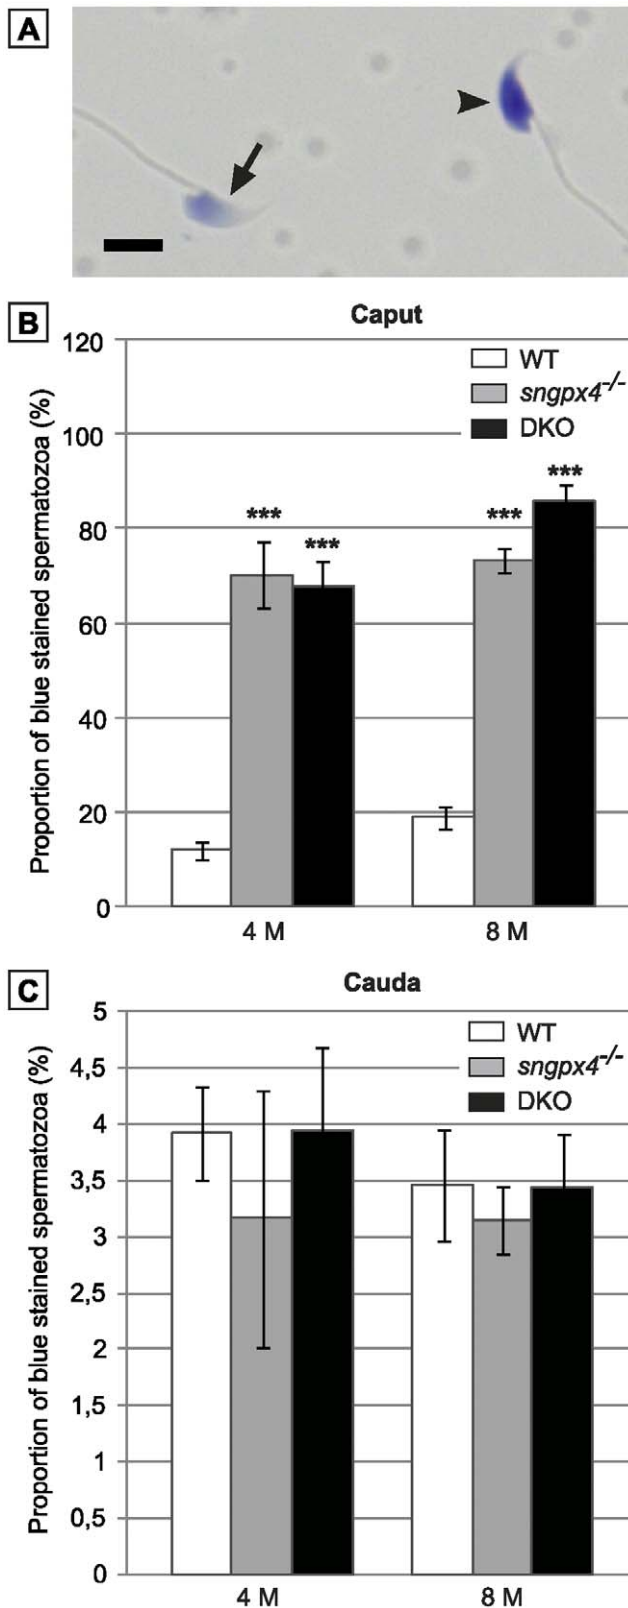 A
B
Caput
Proportion of blue stained spermatozoa (%)
120
100
80
60
40
20
0
WT
sngpx4-/-
DKO
***
***
***
***
4 M
8 M
C
Cauda
Proportion of blue stained spermatozoa (%)
5
4,5
4
3,5
3
2,5
2
1,5
1
0,5
0
WT
sngpx4-/-
DKO
4 M
8 M